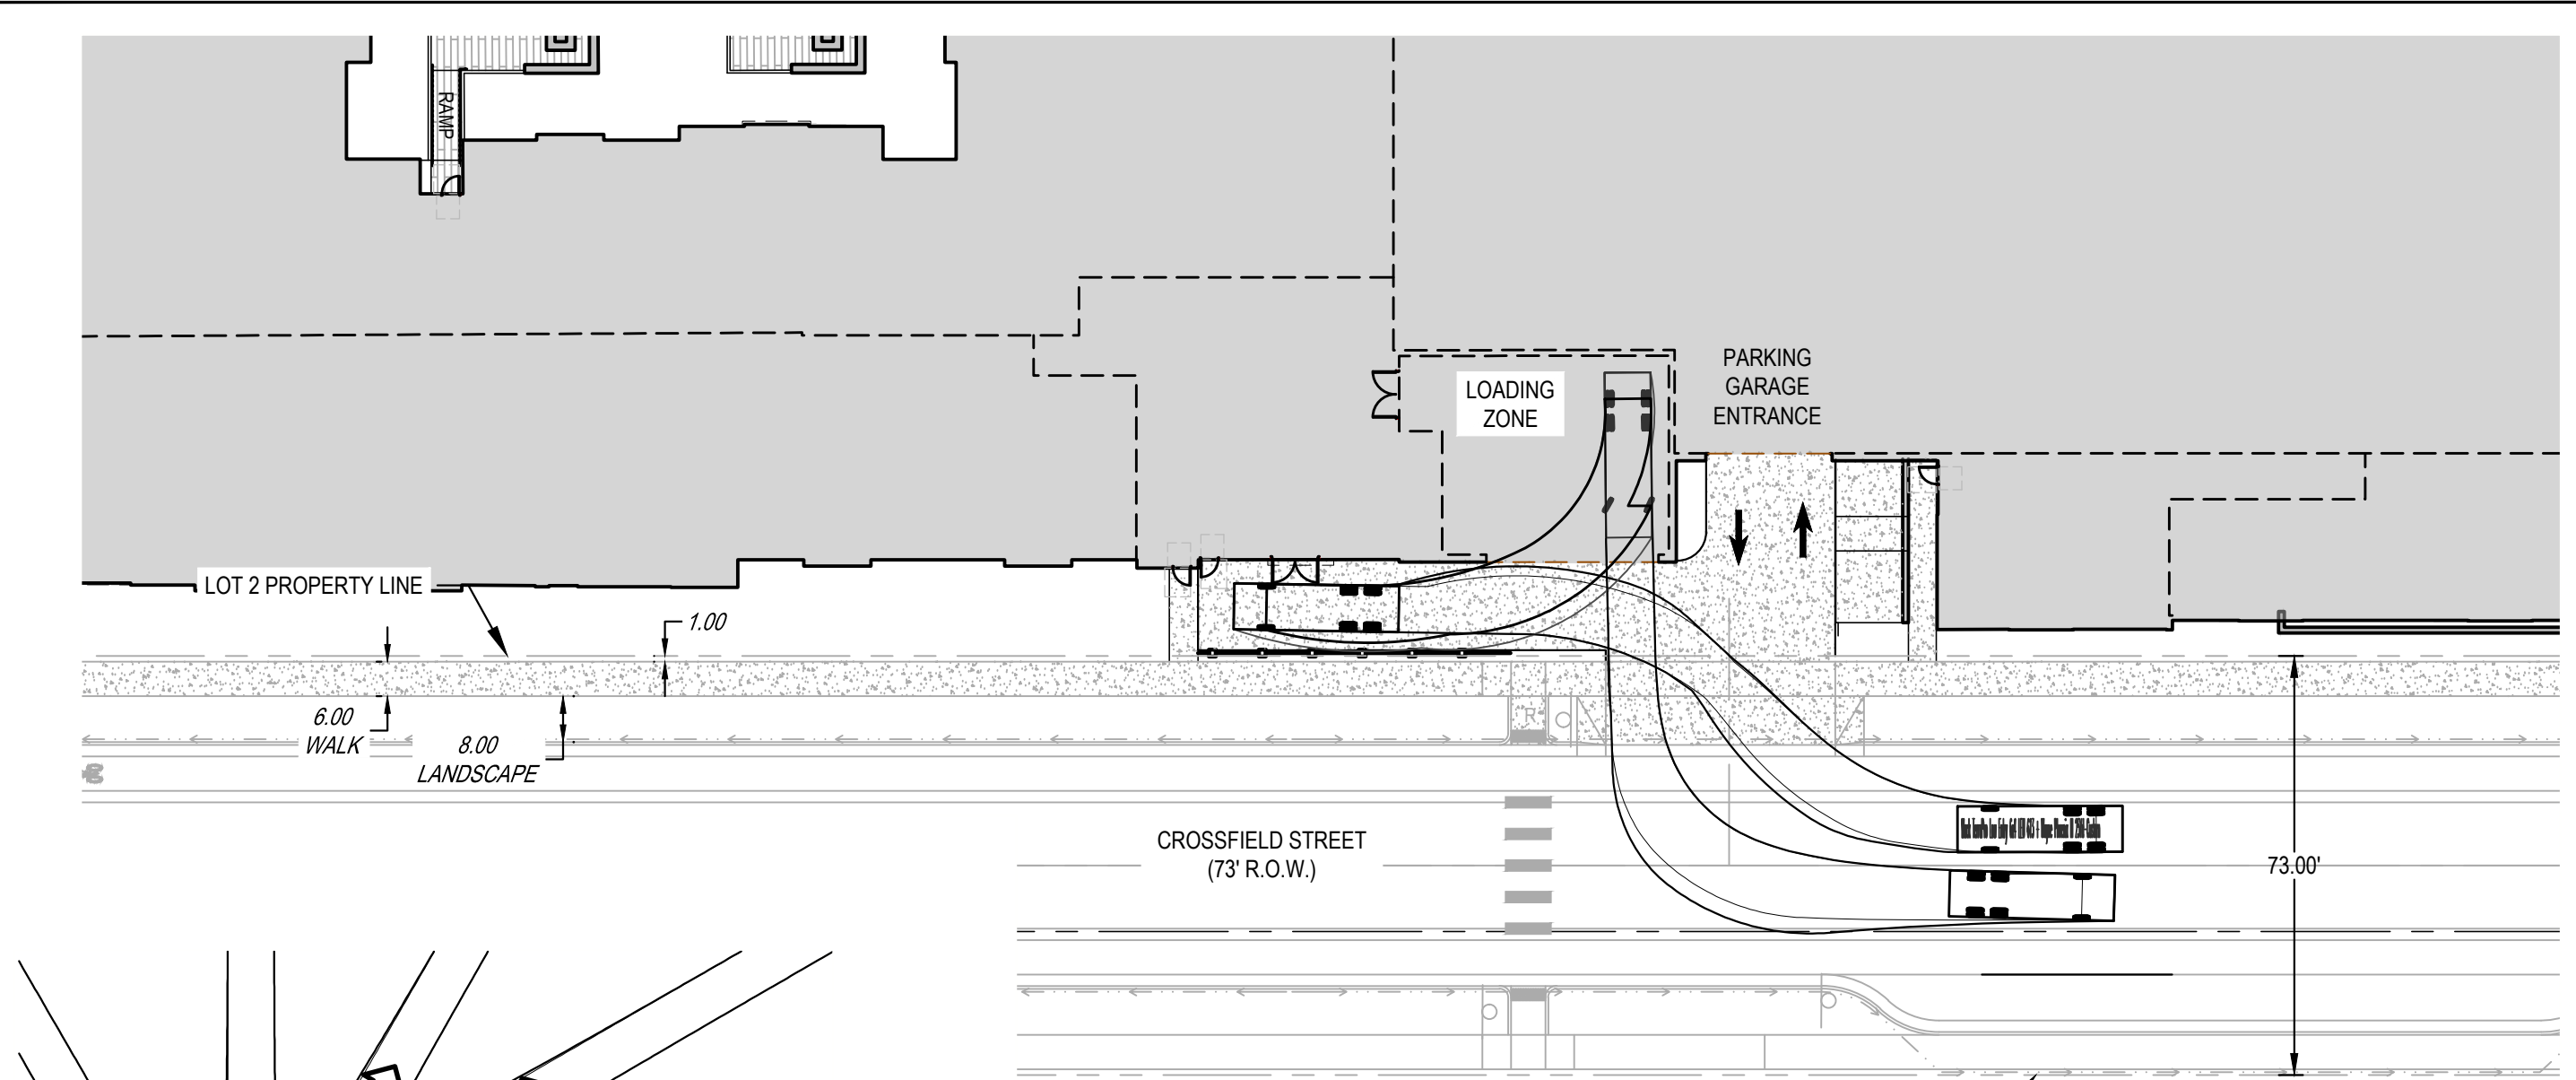 RAMP
PARKING
GARAGE
ENTRANCE
LOADING
ZONE
LOT 2 PROPERTY LINE
1.00
6.00
WALK
8.00
LANDSCAPE
R
CROSSFIELD STREET
(73' R.O.W.)
73.00'